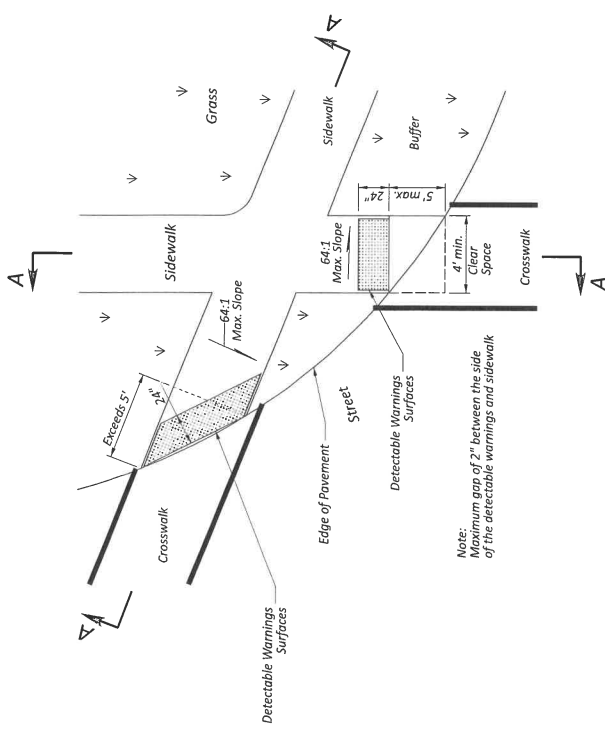 A
A
Grass
Sidewalk
Sidewalk
Buffer
24"
5' max.
64:1
Max. Slope
4' min.
Clear
Space
Crosswalk
A
64:1
Max. Slope
Exceeds 5'
24"
Crosswalk
A
Street
Edge of Pavement
Detectable Warnings
Surfaces
Detectable Warnings
Surfaces
Note:
Maximum gap of 2" between the side
of the detectable warnings and sidewalk